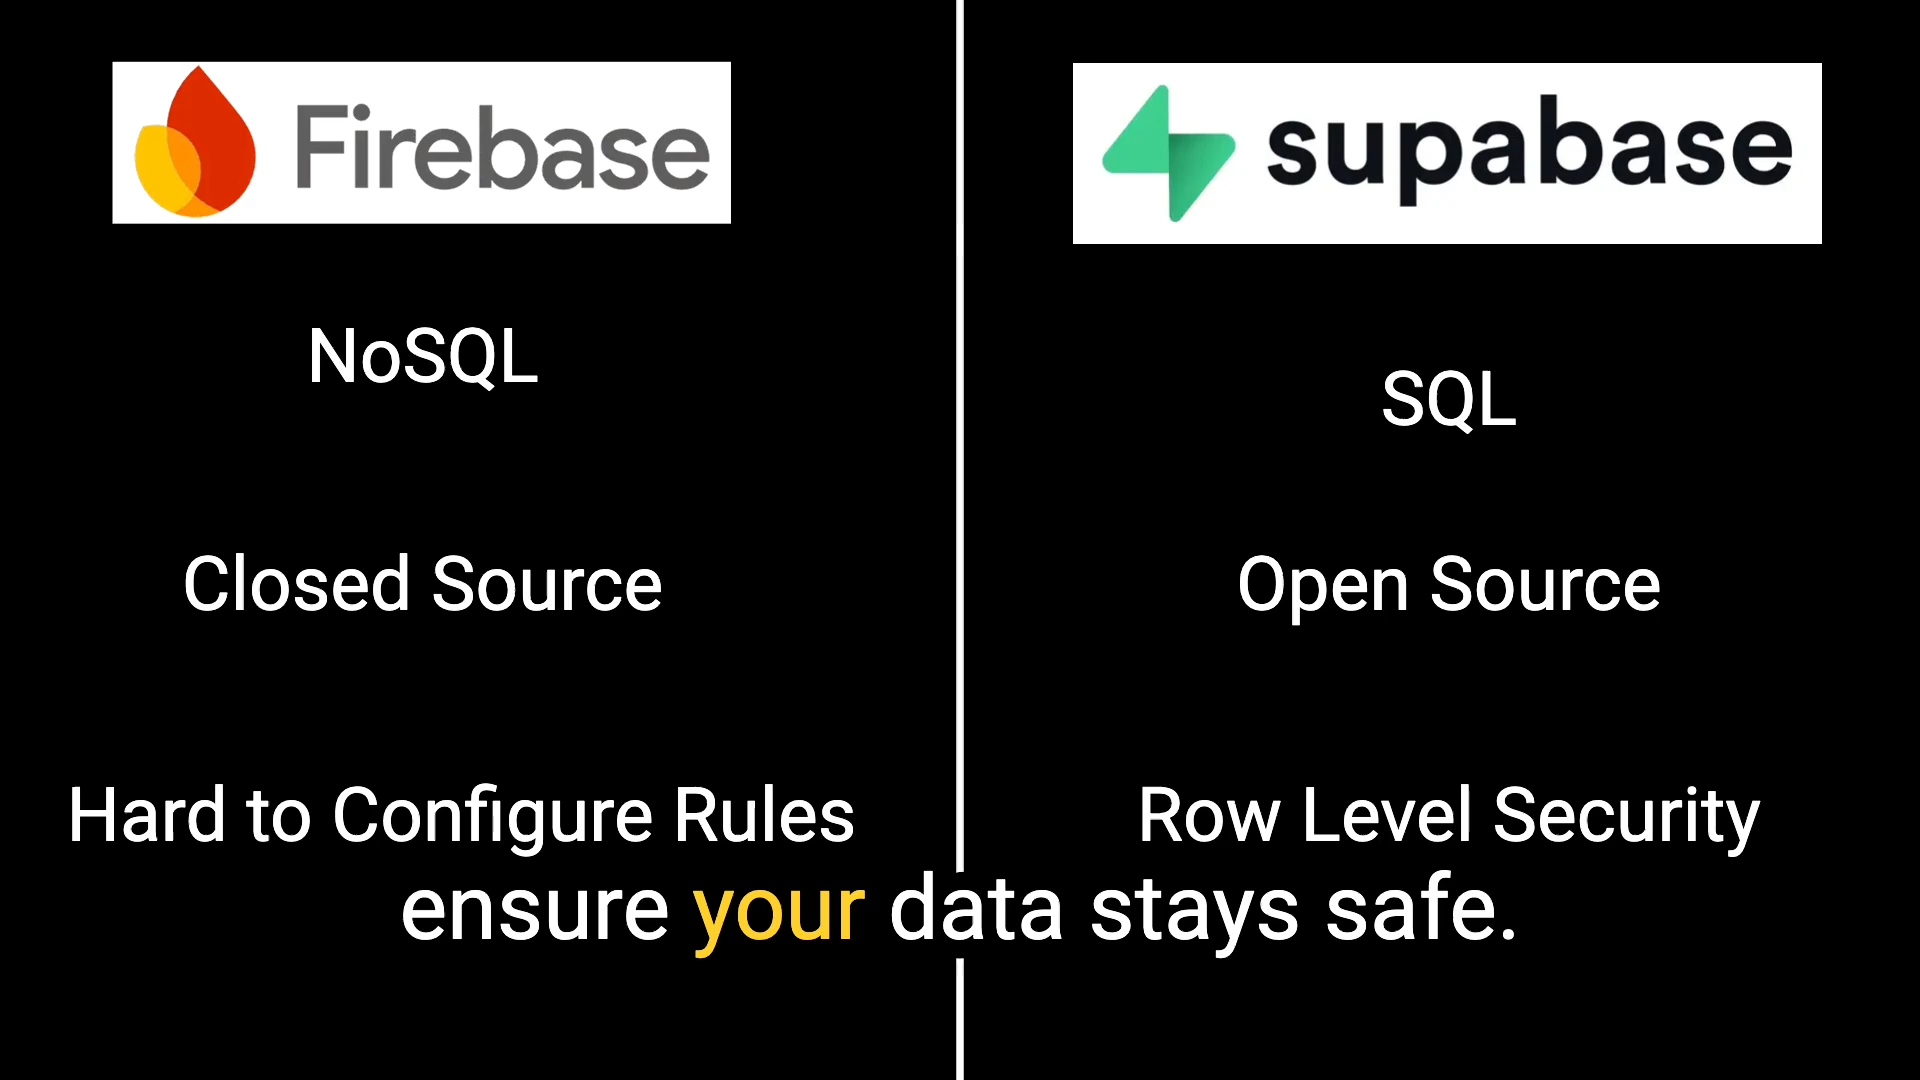 Firebase
supabase
NoSQL
SQL
Closed Source
Open Source
Hard to Configure Rules
Row Level Security
ensure your data stays safe.